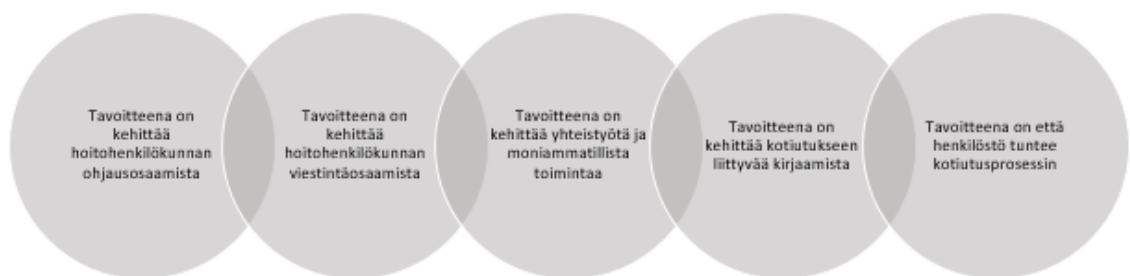 Tavoitteena on
kehittää
hoitohenkilökunnan
ohjausosaamista
Tavoitteena on
kehittää
hoitohenkilökunnan
viestintäosaamista
Tavoitteena on
kehittää yhteistyötä ja
moniammatillista
toimintaa
Tavoitteena on
kehittää kotiutukseen
liittyvää kirjaamista
Tavoitteena on että
henkilöstö tuntee
kotiutusprosessin